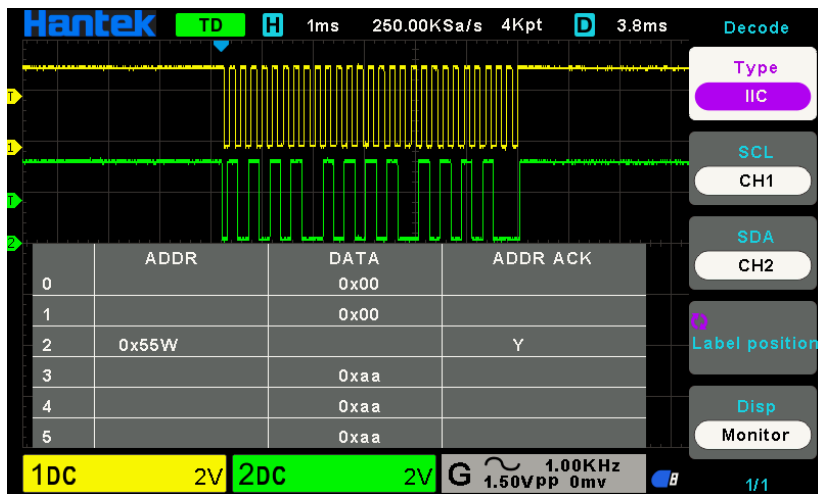 Hantek TD H 1ms 250.00KSa/s 4Kpt D 3.8ms Decode
Type
IIC
T
1
SCL
CH1
T
2
SDA
CH2
ADDR DATA ADDR ACK
0 0x00
1 0x00
2 0x55W Y
3 0xaa
4 0xaa
5 0xaa
Label position
Disp
Monitor
1DC 2V 2DC 2V G 1.00KHz
1.50Vpp 0mv
1/1